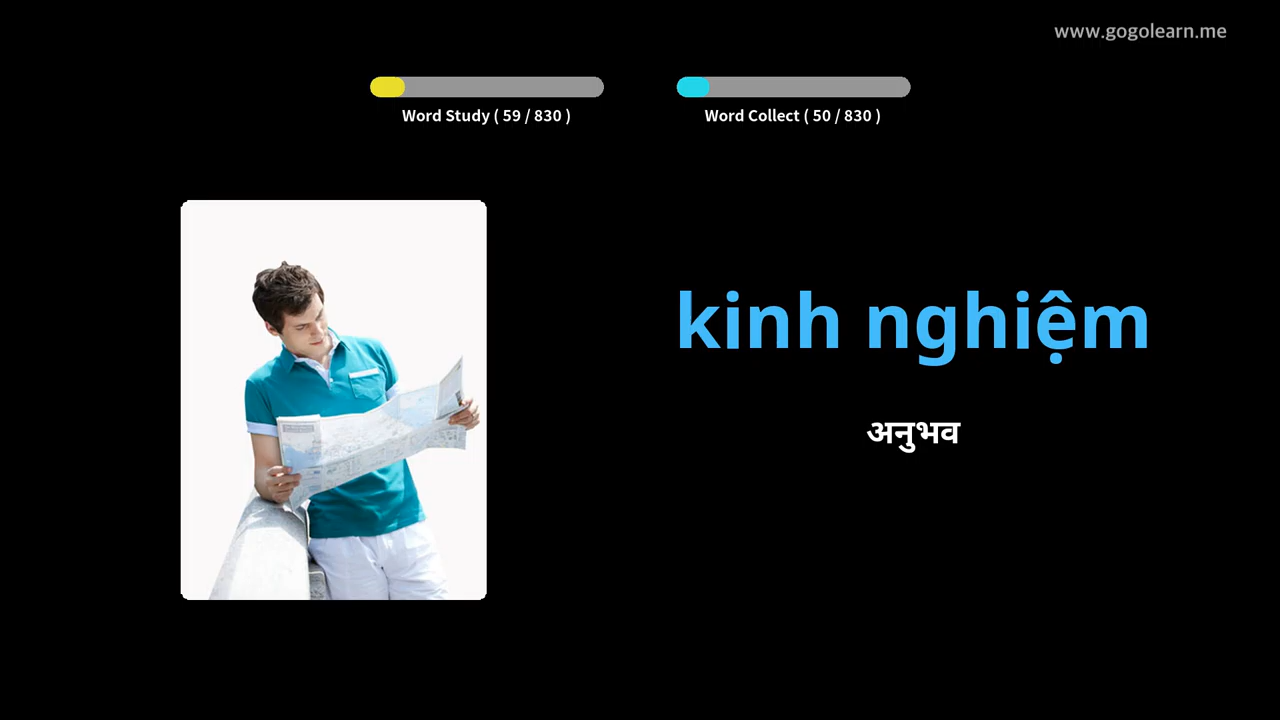 www.gogolearn.me
Word Study ( 59 / 830 )
Word Collect ( 50 / 830 )
kinh nghiệm
अनुभव